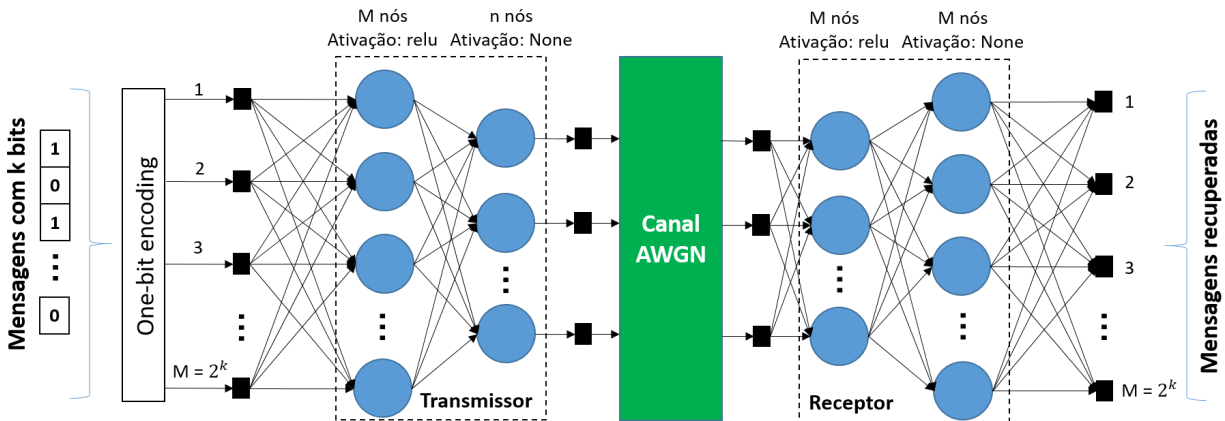 M nós
Ativação: relu
n nós
Ativação: None
M nós
Ativação: relu
M nós
Ativação: None
Mensagens com k bits
1
0
1
...
0
One-bit encoding
1
2
3
...
M = 2^k
...
...
Transmissor
Canal
AWGN
...
...
Receptor
1
2
3
...
M = 2^k
Mensagens recuperadas